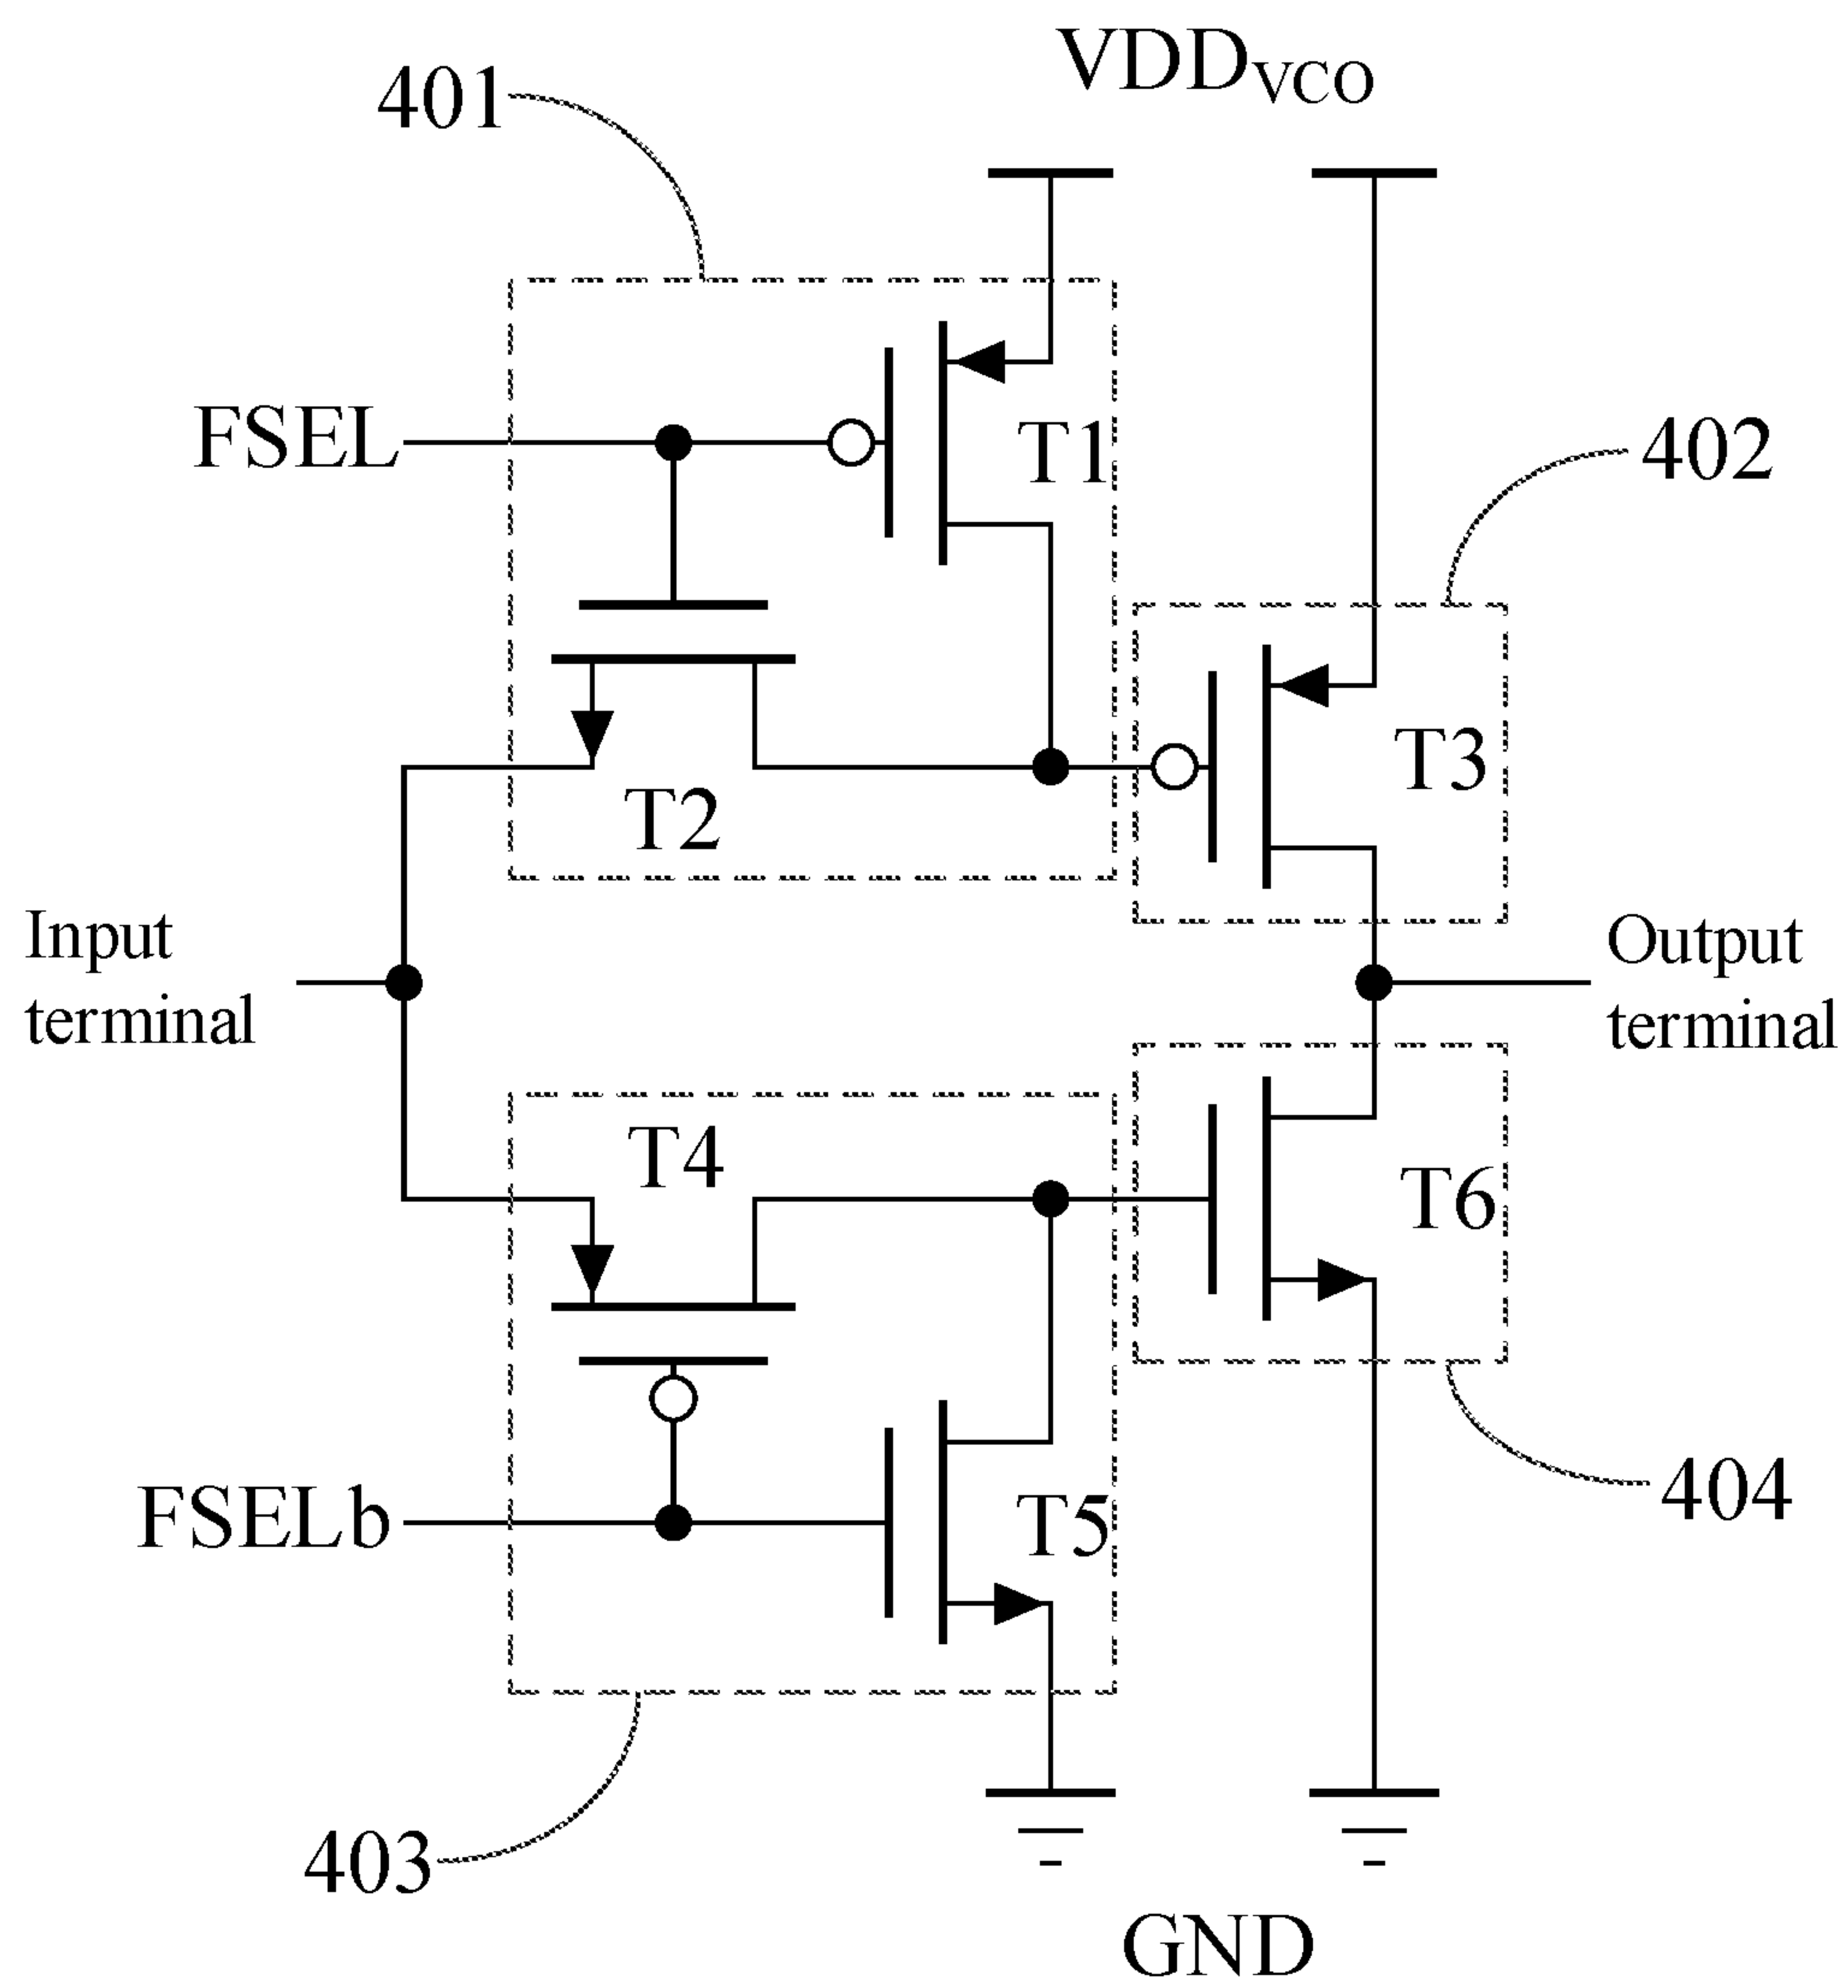 VDDVCO
401
FSEL
T1
402
T2
T3
Input
terminal
Output
terminal
T4
T6
FSELb
T5
404
403
GND